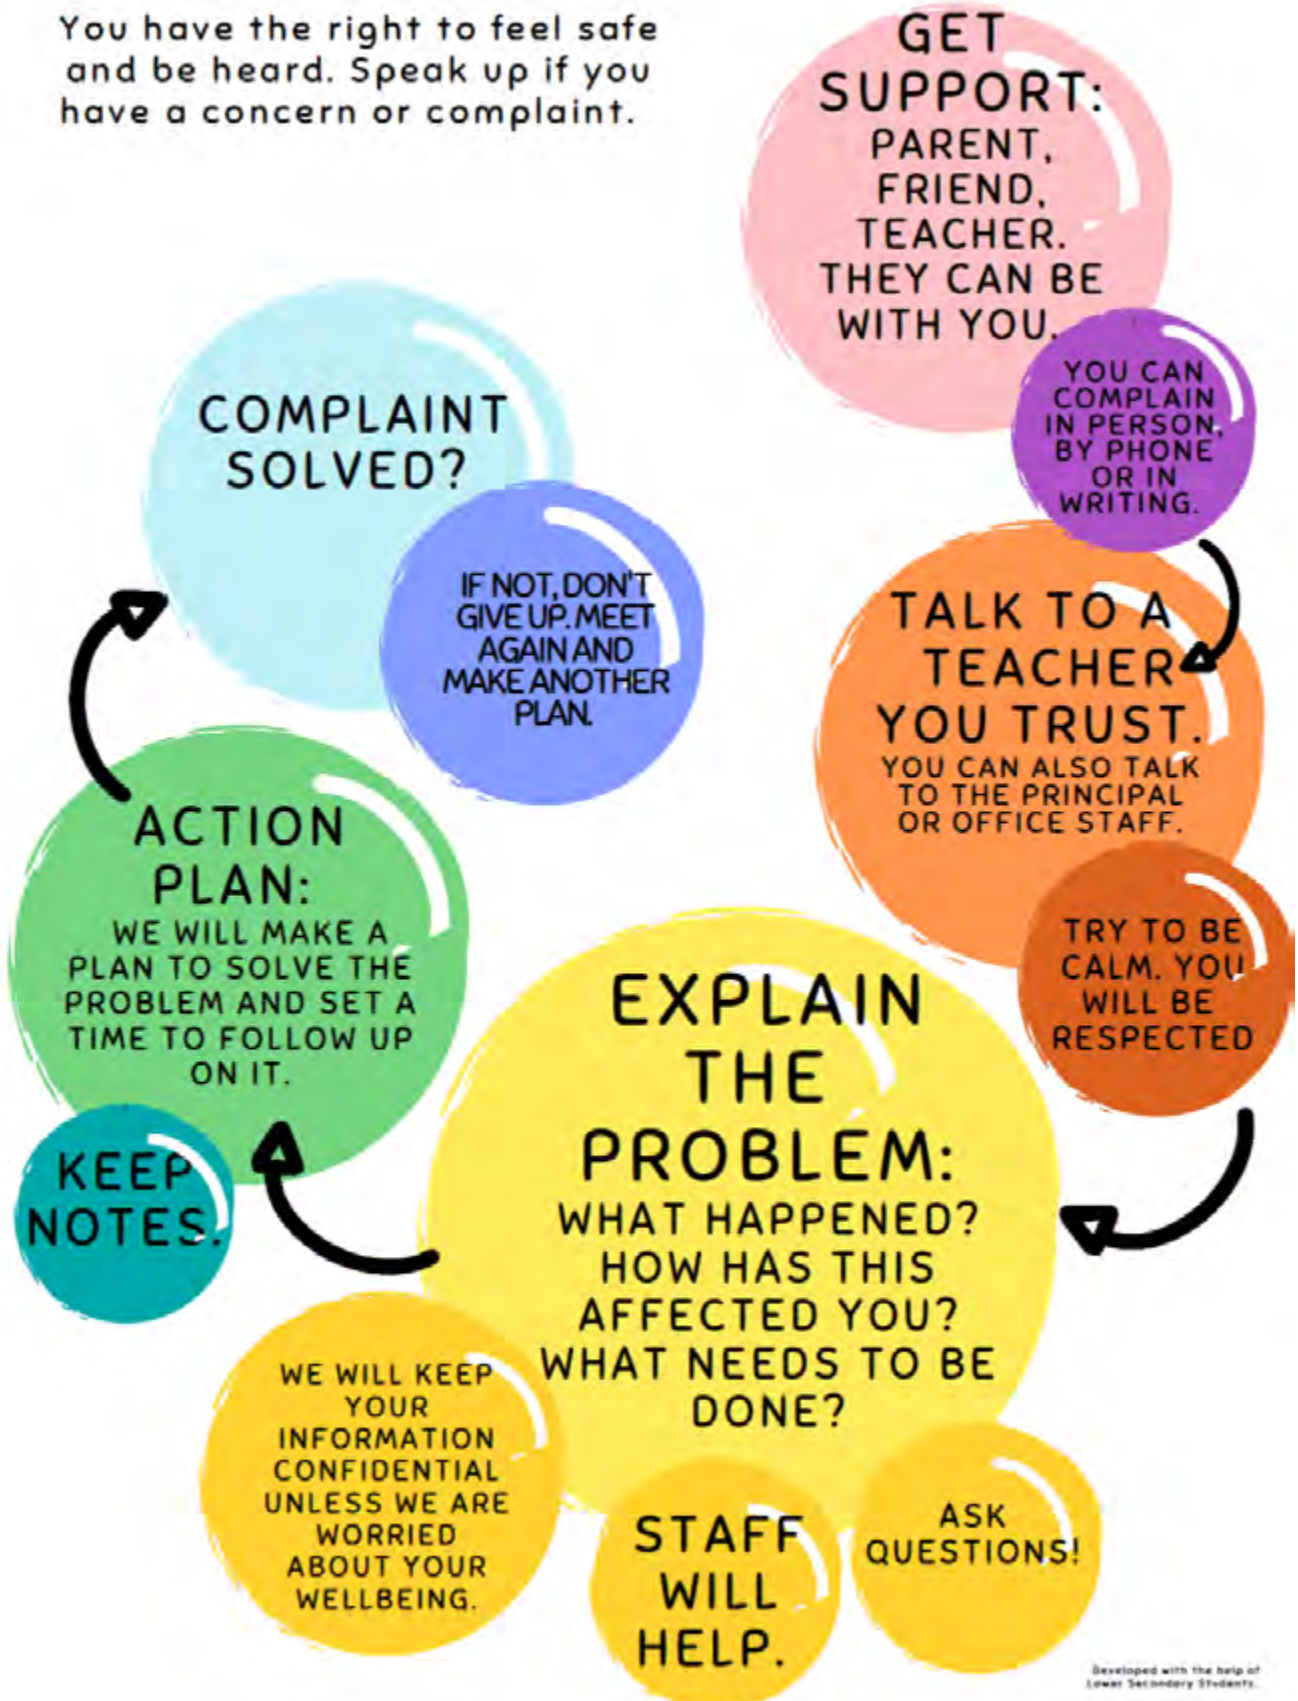 You have the right to feel safe
and be heard. Speak up if you
have a concern or complaint.
GET
SUPPORT:
PARENT,
FRIEND,
TEACHER.
THEY CAN BE
WITH YOU.
YOU CAN
COMPLAIN
IN PERSON,
BY PHONE
OR IN
WRITING.
TALK TO A
TEACHER
YOU TRUST.
YOU CAN ALSO TALK
TO THE PRINCIPAL
OR OFFICE STAFF.
TRY TO BE
CALM. YOU
WILL BE
RESPECTED
EXPLAIN
THE
PROBLEM:
WHAT HAPPENED?
HOW HAS THIS
AFFECTED YOU?
WHAT NEEDS TO BE
DONE?
ASK
QUESTIONS!
STAFF
WILL
HELP.
WE WILL KEEP
YOUR
INFORMATION
CONFIDENTIAL
UNLESS WE ARE
WORRIED
ABOUT YOUR
WELLBEING.
ACTION
PLAN:
WE WILL MAKE A
PLAN TO SOLVE THE
PROBLEM AND SET A
TIME TO FOLLOW UP
ON IT.
KEEP
NOTES.
COMPLAINT
SOLVED?
IF NOT, DON'T
GIVE UP. MEET
AGAIN AND
MAKE ANOTHER
PLAN.
Developed with the help of
Lower Secondary Students.